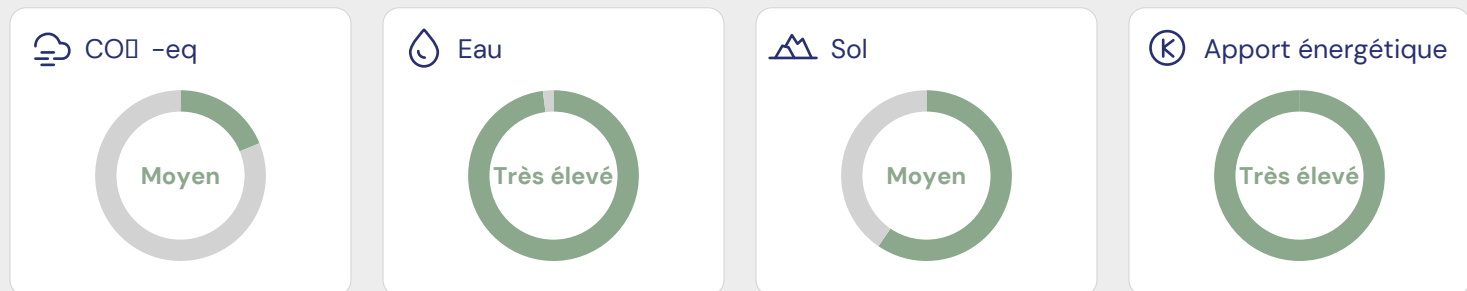 CO▯ -eq
Moyen
Eau
Très élevé
Sol
Moyen
Apport énergétique
Très élevé